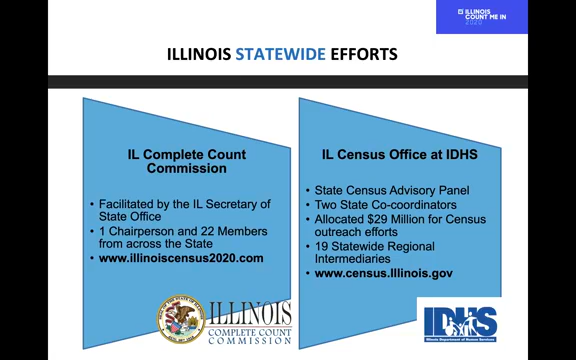 ILLINOIS
COUNT ME IN
2020
ILLINOIS STATEWIDE EFFORTS
IL Complete Count
Commission
• Facilitated by the IL Secretary of
State Office
• 1 Chairperson and 22 Members
from across the State
• www.illinoiscensus2020.com
IL Census Office at IDHS
• State Census Advisory Panel
• Two State Co-coordinators
• Allocated $29 Million for Census
outreach efforts
• 19 Statewide Regional
Intermediaries
• www.census.Illinois.gov
ILLINOIS
COMPLETE COUNT
COMMISSION
IDHS
Illinois Department of Human Services